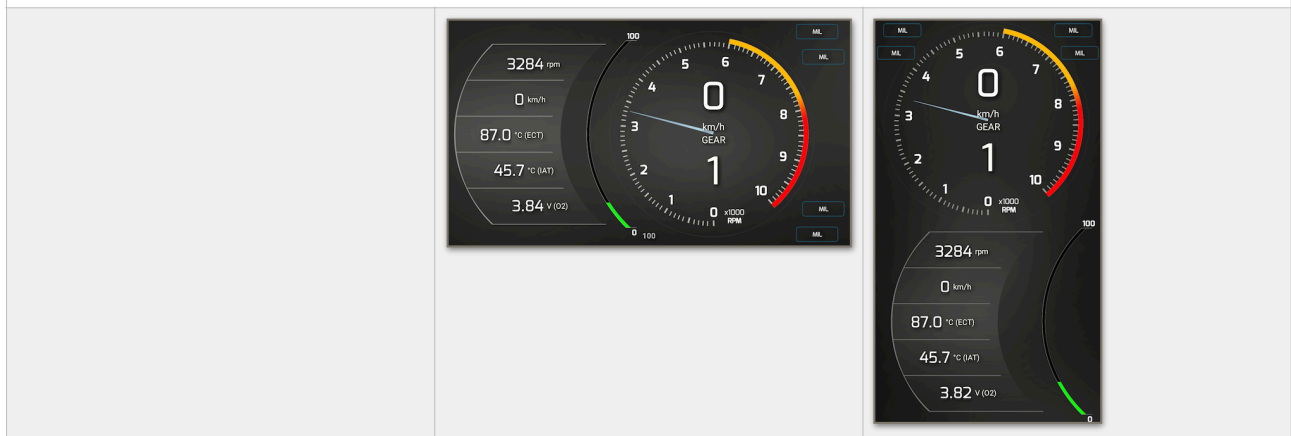 100
MIL
MIL
3284 rpm
0 km/h
87.0 °C (ECT)
45.7 °C (IAT)
3.84 V (O2)
0
100
0
1
2
3
4
5
6
7
8
9
10
0
km/h
GEAR
1
x1000
RPM
MIL
MIL
MIL
MIL
MIL
MIL
0
1
2
3
4
5
6
7
8
9
10
0
km/h
GEAR
1
x1000
RPM
100
3284 rpm
0 km/h
87.0 °C (ECT)
45.7 °C (IAT)
3.82 V (O2)
0